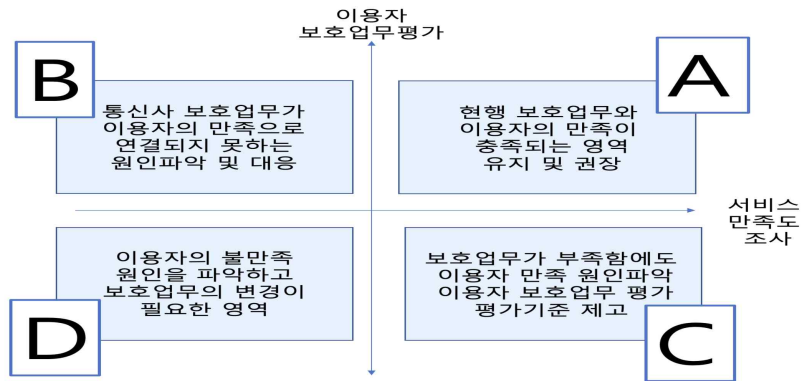 이용자
보호업무평가
B
통신사 보호업무가
이용자의 만족으로
연결되지 못하는
원인파악 및 대응
A
현행 보호업무와
이용자의 만족이
충족되는 영역
유지 및 권장
서비스
만족도
조사
이용자의 불만족
원인을 파악하고
보호업무의 변경이
필요한 영역
D
보호업무가 부족함에도
이용자 만족 원인파악
이용자 보호업무 평가
평가기준 제고
C